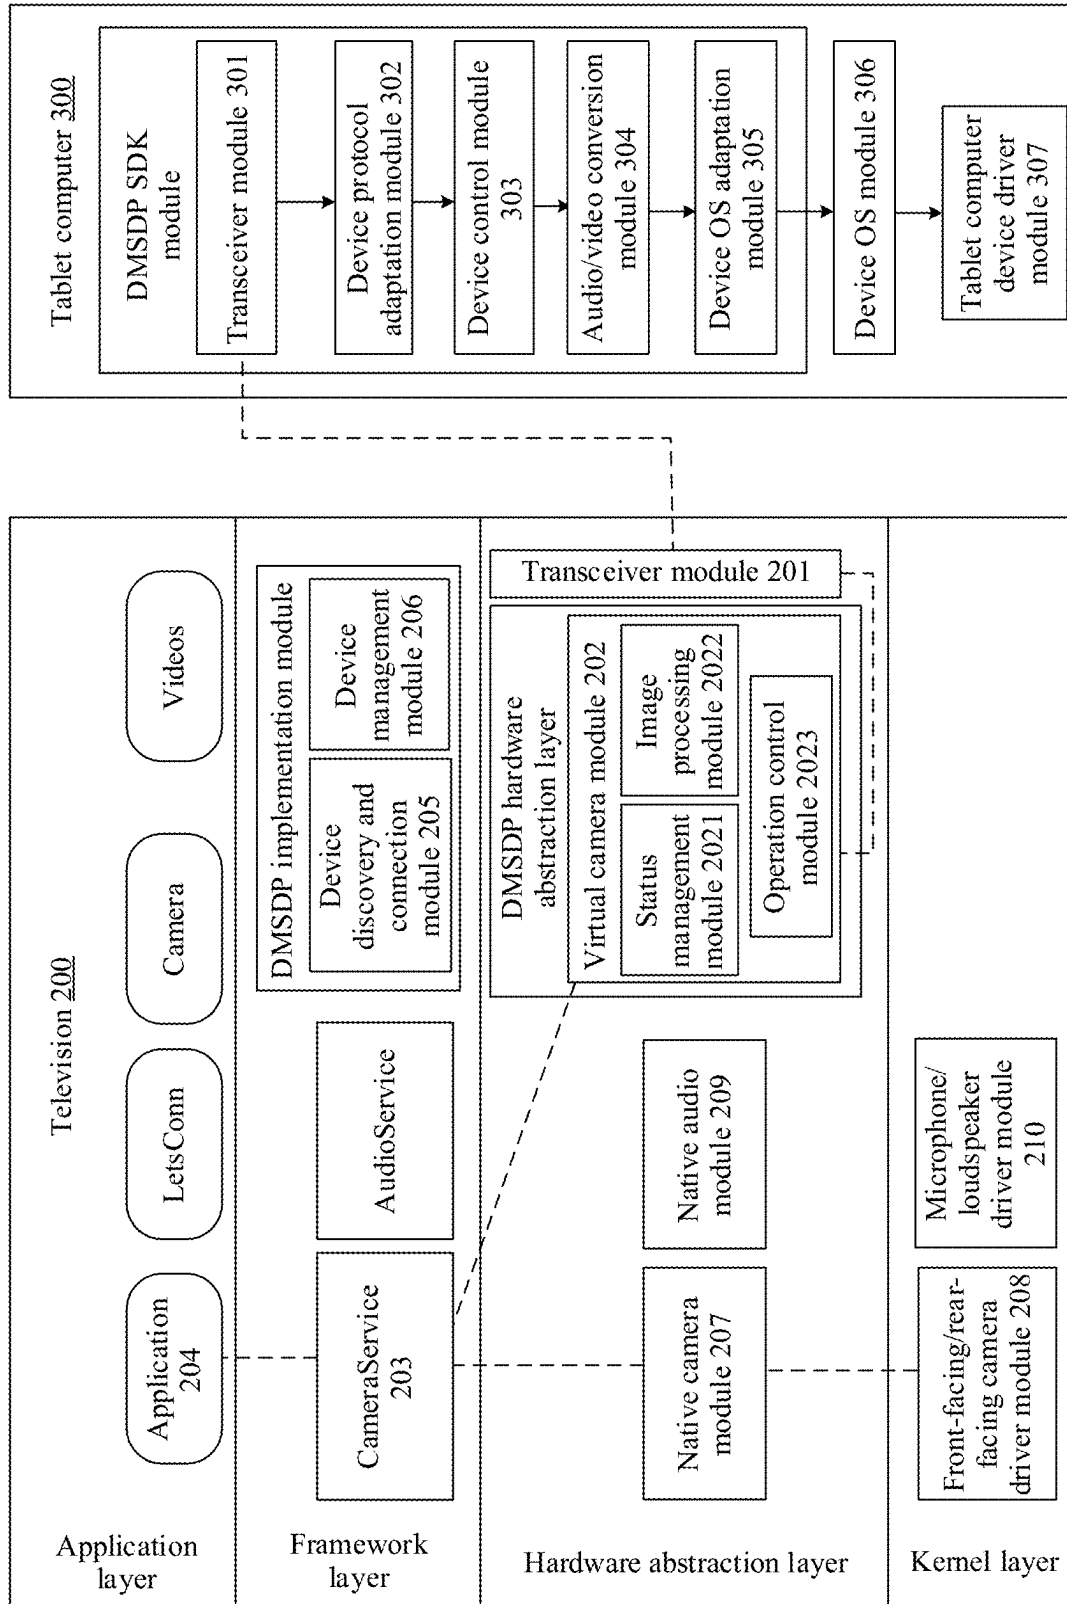 Television 200
Application
layer
Application
204
LetsConn
Camera
Videos
Framework
layer
CameraService
203
AudioService
DMSDP implementation module
Device
discovery and
connection
module 205
Device
management
module 206
Hardware abstraction layer
Native camera
module 207
Native audio
module 209
DMSDP hardware
abstraction layer
Virtual camera module 202
Status
management
module 2021
Image
processing
module 2022
Operation control
module 2023
Transceiver module 201
Kernel layer
Front-facing/rear-
facing camera
driver module 208
Microphone/
loudspeaker
driver module
210
Tablet computer 300
DMSDP SDK
module
Transceiver module 301
Device protocol
adaptation module 302
Device control module
303
Audio/video conversion
module 304
Device OS adaptation
module 305
Device OS module 306
Tablet computer
device driver
module 307